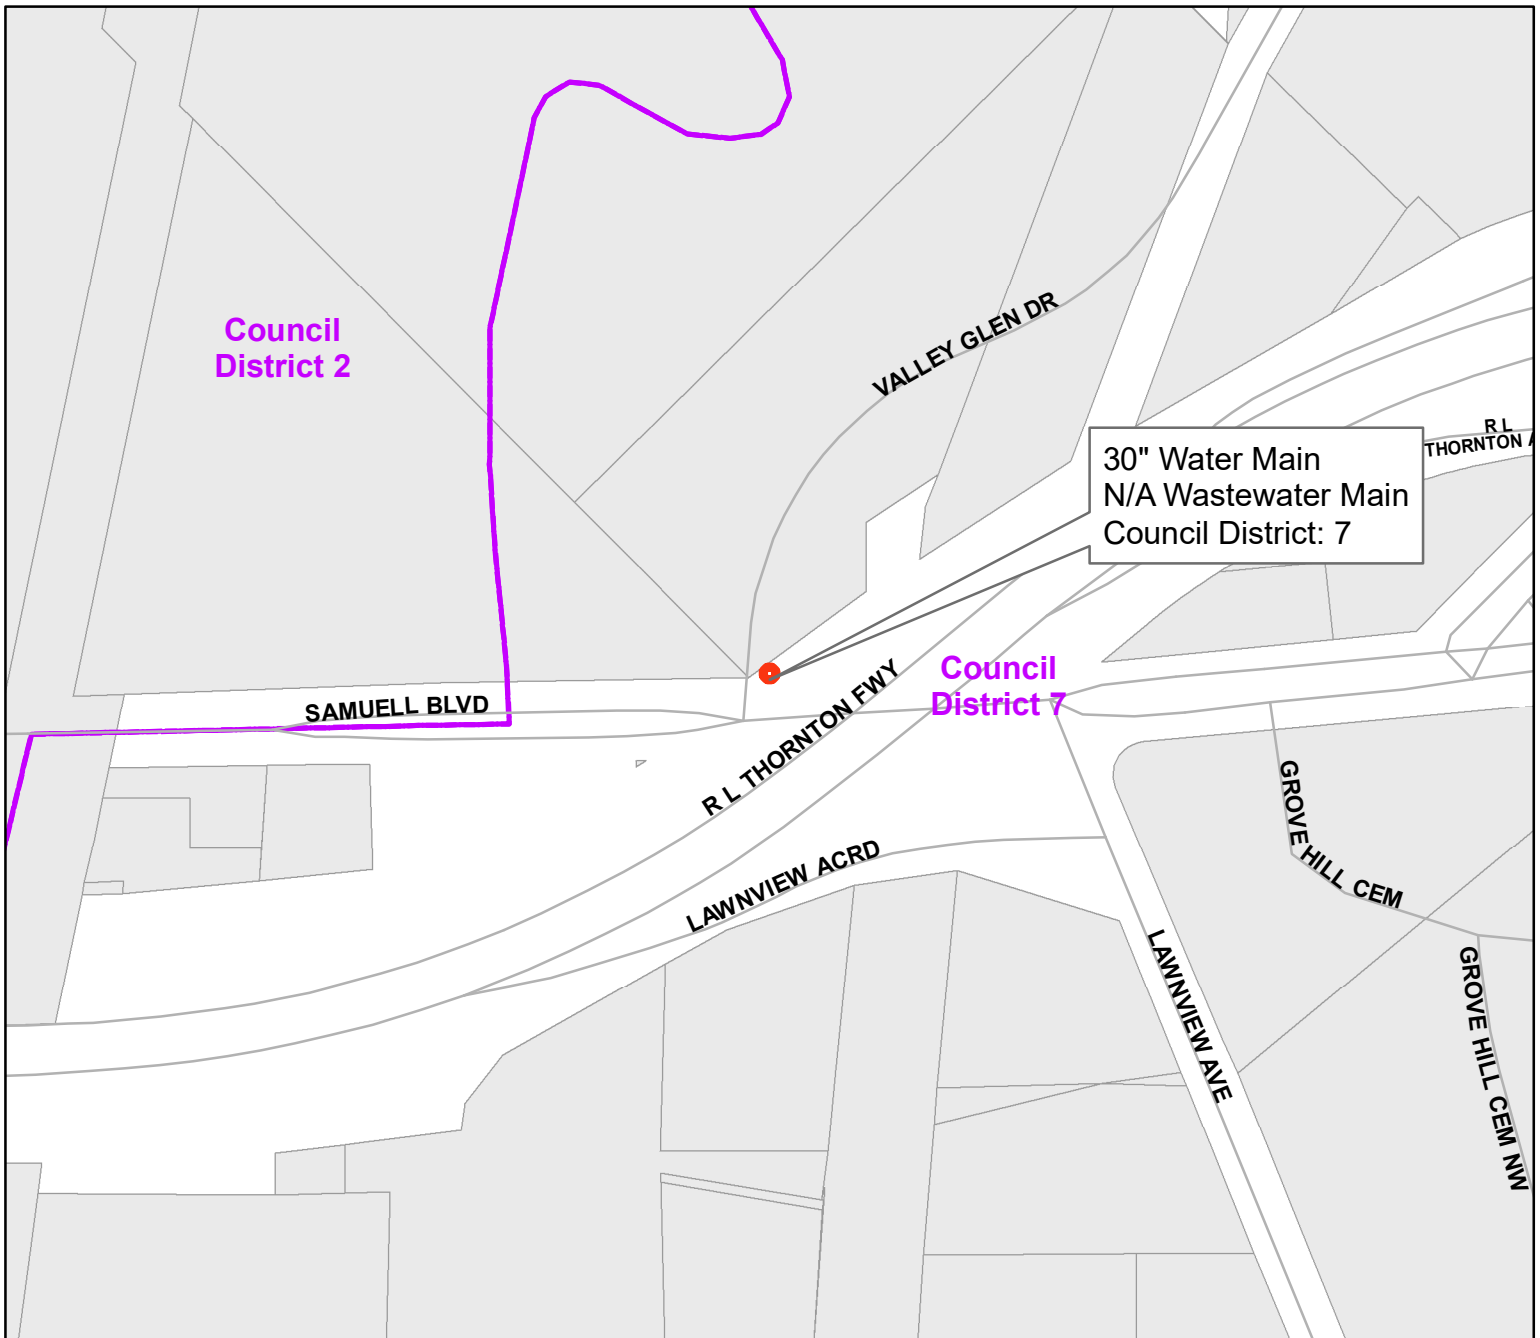 Council
District 2
VALLEY GLEN DR
R L
THORNTON A
30" Water Main
N/A Wastewater Main
Council District: 7
Council
District 7
SAMUELL BLVD
R L THORNTON FWY
GROVE HILL CEM
LAWNVIEW ACRD
LAWNVIEW AVE
GROVE HILL CEM NW